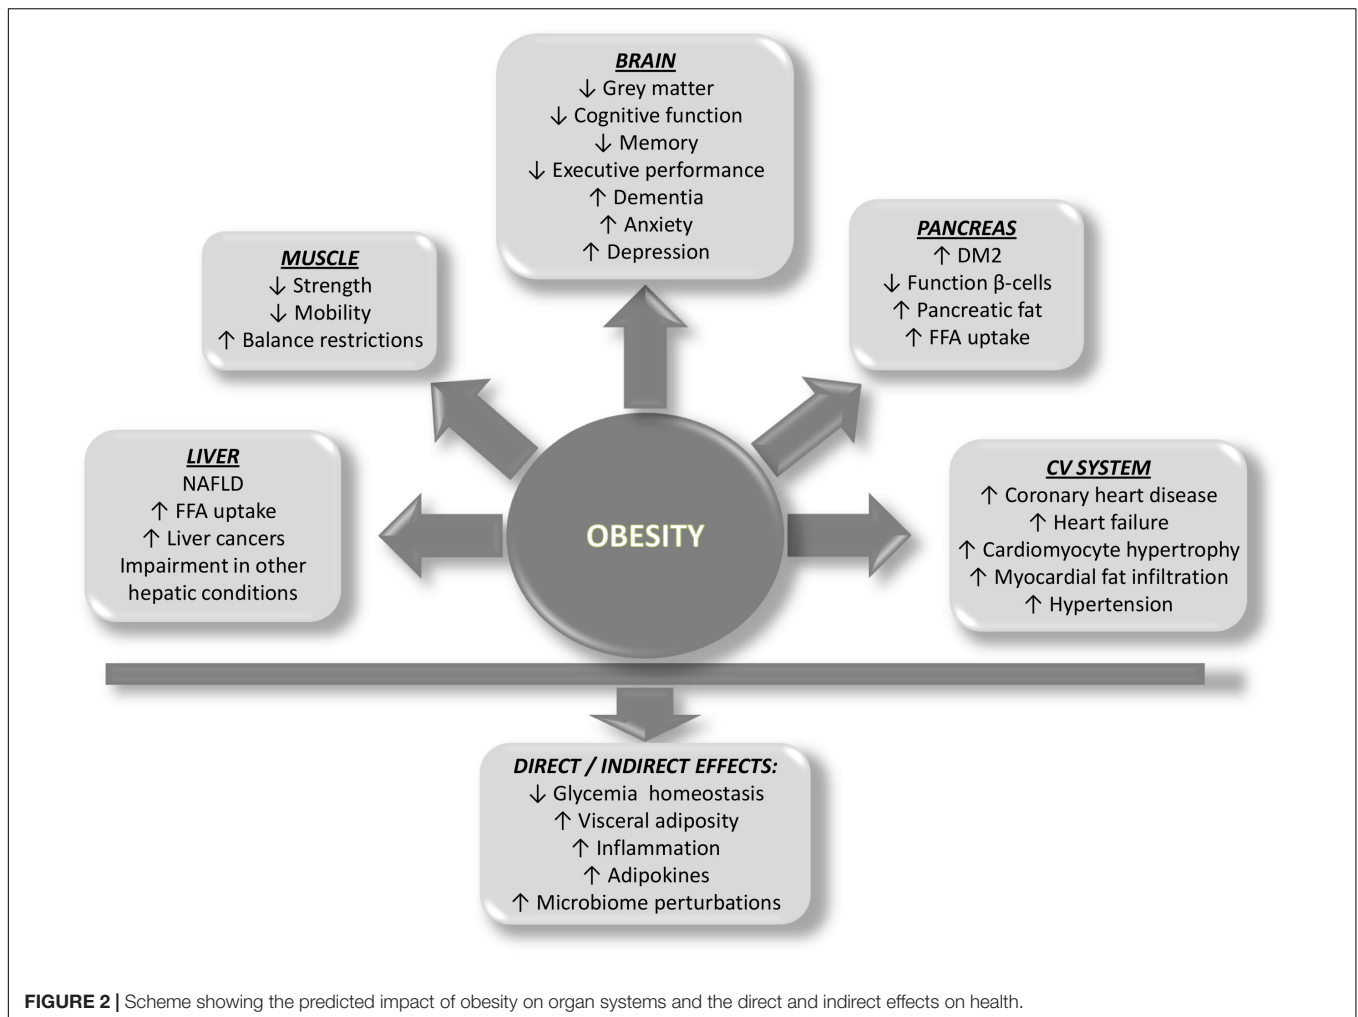 BRAIN
↓ Grey matter
↓ Cognitive function
↓ Memory
↓ Executive performance
↑ Dementia
↑ Anxiety
↑ Depression
MUSCLE
↓ Strength
↓ Mobility
↑ Balance restrictions
PANCREAS
↑ DM2
↓ Function β-cells
↑ Pancreatic fat
↑ FFA uptake
LIVER
NAFLD
↑ FFA uptake
↑ Liver cancers
Impairment in other
hepatic conditions
OBESITY
CV SYSTEM
↑ Coronary heart disease
↑ Heart failure
↑ Cardiomyocyte hypertrophy
↑ Myocardial fat infiltration
↑ Hypertension
DIRECT / INDIRECT EFFECTS:
↓ Glycemia homeostasis
↑ Visceral adiposity
↑ Inflammation
↑ Adipokines
↑ Microbiome perturbations
FIGURE 2 | Scheme showing the predicted impact of obesity on organ systems and the direct and indirect effects on health.